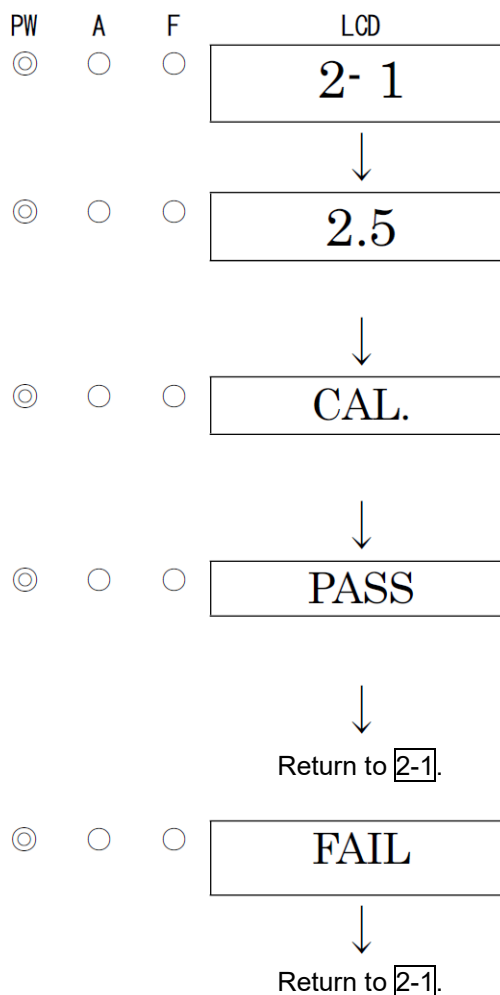 PW A F LCD
2- 1
2.5
CAL.
PASS
Return to 2-1.
FAIL
Return to 2-1.